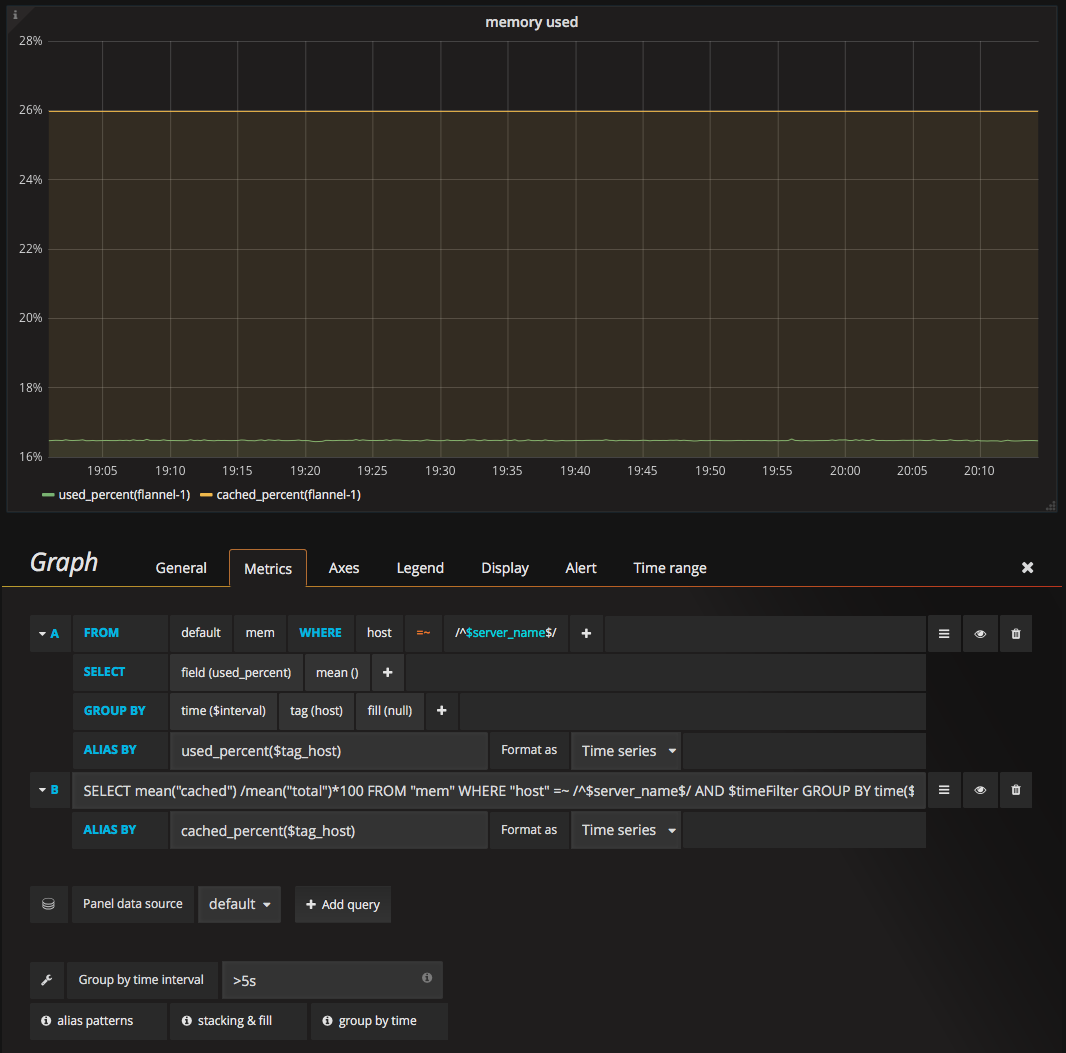 memory used
28%
26%
24%
22%
20%
18%
16%
19:05 19:10 19:15 19:20 19:25 19:30 19:35 19:40 19:45 19:50 19:55 20:00 20:05 20:10
used_percent(flannel-1) cached_percent(flannel-1)
Graph General Metrics Axes Legend Display Alert Time range
A FROM default mem WHERE host =~ /^$server_name$/
SELECT field (used_percent) mean ()
GROUP BY time ($interval) tag (host) fill (null)
ALIAS BY used_percent($tag_host) Format as Time series
B SELECT mean("cached") /mean("total")*100 FROM "mem" WHERE "host" =~ /^$server_name$/ AND $timeFilter GROUP BY time($
ALIAS BY cached_percent($tag_host) Format as Time series
Panel data source default + Add query
Group by time interval >5s
alias patterns stacking & fill group by time